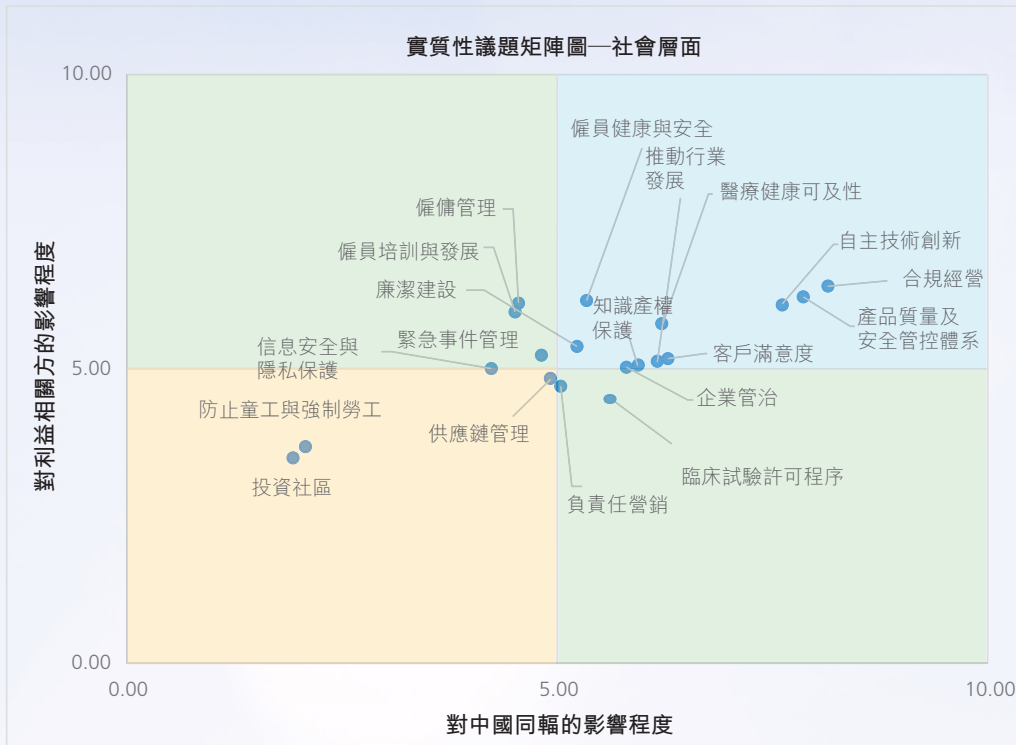 實質性議題矩陣圖—社會層面
10.00
僱員健康與安全
推動行業
發展
醫療健康可及性
僱傭管理
自主技術創新
僱員培訓與發展
合規經營
廉潔建設
知識產權
保護
產品質量及
安全管控體系
緊急事件管理
信息安全與
隱私保護
客戶滿意度
5.00
企業管治
防止童工與強制勞工
供應鏈管理
臨床試驗許可程序
投資社區
負責任營銷
對利益相關方的影響程度
0.00
0.00
5.00
10.00
對中國同輻的影響程度